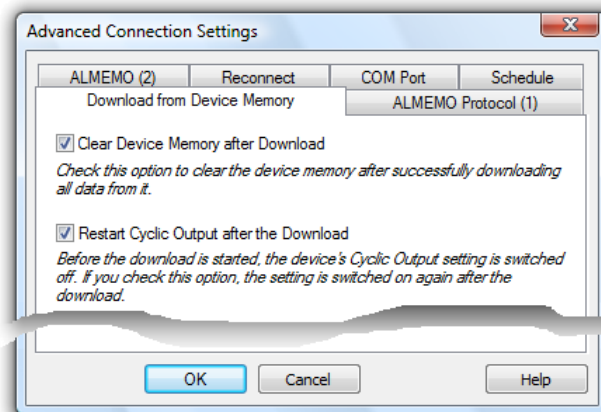 Advanced Connection Settings
ALMEMO (2) Reconnect COM Port Schedule
Download from Device Memory ALMEMO Protocol (1)
Clear Device Memory after Download
Check this option to clear the device memory after successfully downloading
all data from it.
Restart Cyclic Output after the Download
Before the download is started, the device's Cyclic Output setting is switched
off. If you check this option, the setting is switched on again after the
download.
OK Cancel Help